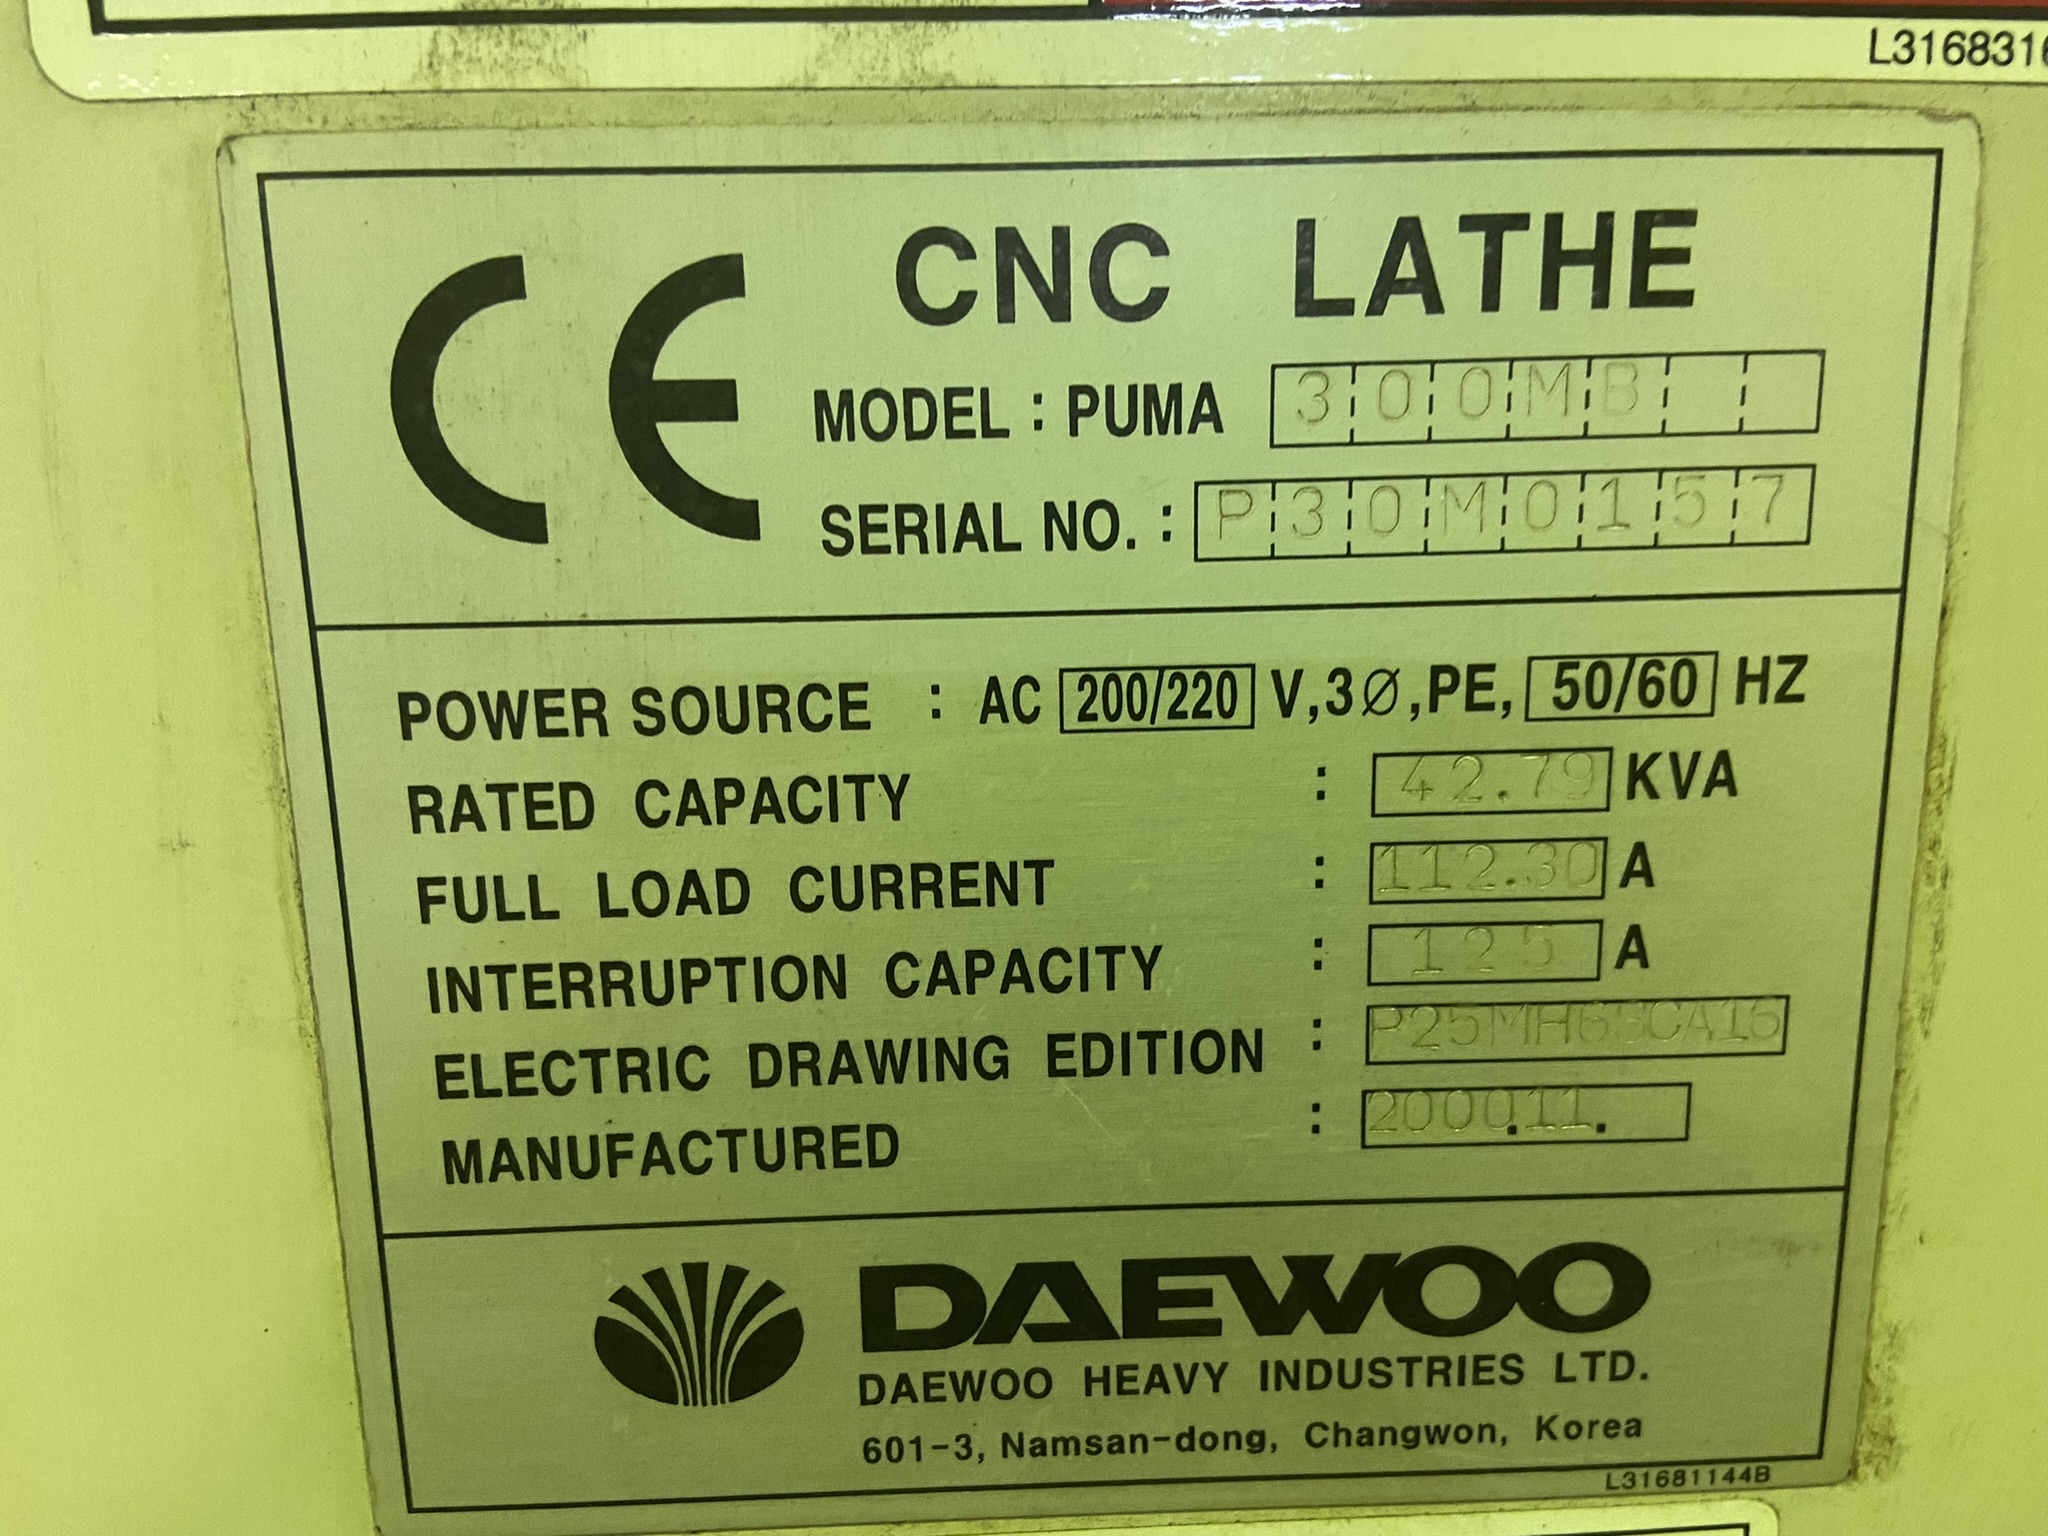 L316831
CE CNC LATHE
MODEL : PUMA 300MB
SERIAL NO. : P30M0157
POWER SOURCE : AC 200/220 V,3Ø,PE, 50/60 HZ
RATED CAPACITY : 42.79 KVA
FULL LOAD CURRENT : 112.30 A
INTERRUPTION CAPACITY : 125 A
ELECTRIC DRAWING EDITION :
MANUFACTURED : 2000.11.
DAEWOO
DAEWOO HEAVY INDUSTRIES LTD.
601-3, Namsan-dong, Changwon, Korea
L31681144B